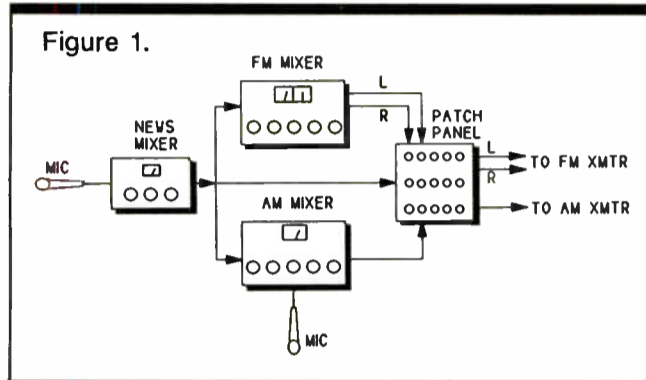 Figure 1.
FM MIXER
L
R
PATCH
PANEL
NEWS
MIXER
MIC
L
TO FM XMTR
R
AM MIXER
TO AM XMTR
MIC